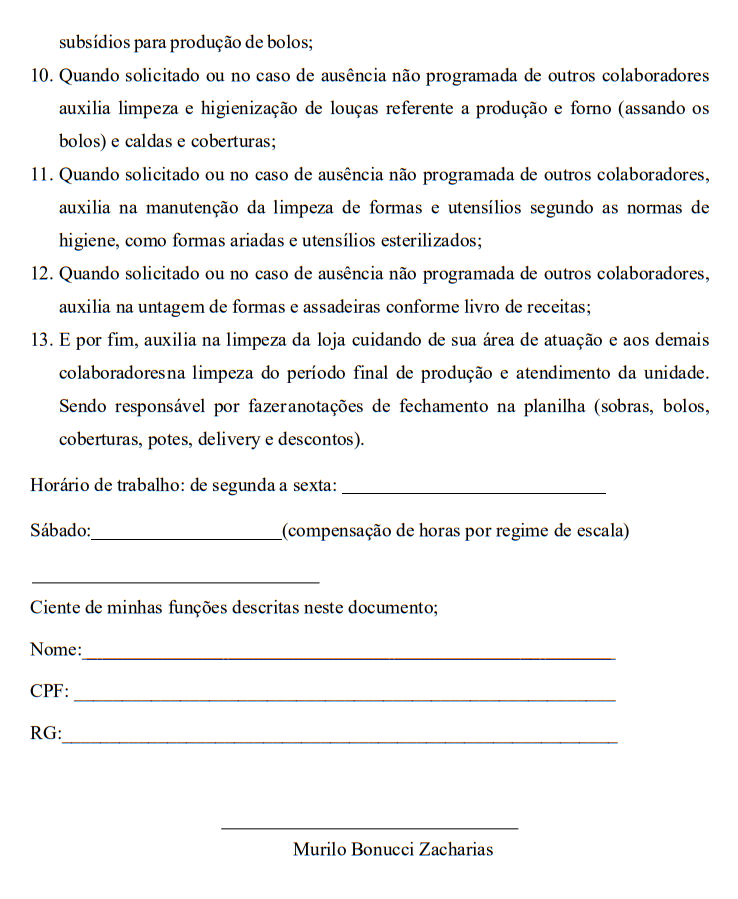 subsídios para produção de bolos;
10. Quando solicitado ou no caso de ausência não programada de outros colaboradores
auxilia limpeza e higienização de louças referente a produção e forno (assando os
bolos) e caldas e coberturas;
11. Quando solicitado ou no caso de ausência não programada de outros colaboradores,
auxilia na manutenção da limpeza de formas e utensílios segundo as normas de
higiene, como formas ariadas e utensílios esterilizados;
12. Quando solicitado ou no caso de ausência não programada de outros colaboradores,
auxilia na untagem de formas e assadeiras conforme livro de receitas;
13. E por fim, auxilia na limpeza da loja cuidando de sua área de atuação e aos demais
colaboradoresna limpeza do período final de produção e atendimento da unidade.
Sendo responsável por fazeranotações de fechamento na planilha (sobras, bolos,
coberturas, potes, delivery e descontos).
Horário de trabalho: de segunda a sexta: ____________________________
Sábado:____________________(compensação de horas por regime de escala)
______________________________
Ciente de minhas funções descritas neste documento;
Nome:________________________________________________________
CPF: _________________________________________________________
RG:___________________________________________________________
_______________________________
Murilo Bonucci Zacharias